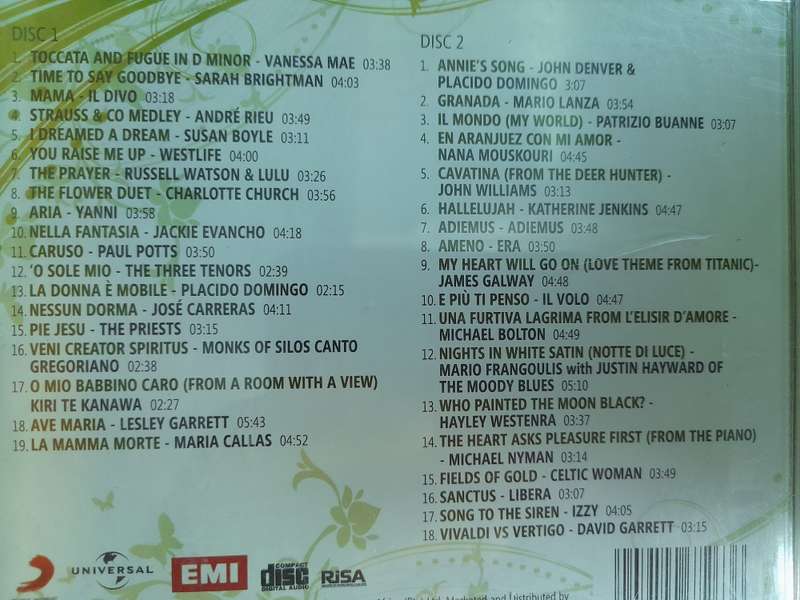 DISC 1
1. TOCCATA AND FUGUE IN D MINOR - VANESSA MAE 03:38
2. TIME TO SAY GOODBYE - SARAH BRIGHTMAN 04:03
3. MAMA - IL DIVO 03:18
4. STRAUSS & CO MEDLEY - ANDRÉ RIEU 03:49
5. I DREAMED A DREAM - SUSAN BOYLE 03:11
6. YOU RAISE ME UP - WESTLIFE 04:00
7. THE PRAYER - RUSSELL WATSON & LULU 03:26
8. THE FLOWER DUET - CHARLOTTE CHURCH 03:56
9. ARIA - YANNI 03:58
10. NELLA FANTASIA - JACKIE EVANCHO 04:18
11. CARUSO - PAUL POTTS 03:50
12. 'O SOLE MIO - THE THREE TENORS 02:39
13. LA DONNA È MOBILE - PLACIDO DOMINGO 02:15
14. NESSUN DORMA - JOSÉ CARRERAS 04:11
15. PIE JESU - THE PRIESTS 03:15
16. VENI CREATOR SPIRITUS - MONKS OF SILOS CANTO
GREGORIANO 02:38
17. O MIO BABBINO CARO (FROM A ROOM WITH A VIEW)
KIRI TE KANAWA 02:27
18. AVE MARIA - LESLEY GARRETT 05:43
19. LA MAMMA MORTE - MARIA CALLAS 04:52
DISC 2
1. ANNIE'S SONG - JOHN DENVER &
PLACIDO DOMINGO 3:07
2. GRANADA - MARIO LANZA 03:54
3. IL MONDO (MY WORLD) - PATRIZIO BUANNE 03:07
4. EN ARANJUEZ CON MI AMOR -
NANA MOUSKOURI 04:45
5. CAVATINA (FROM THE DEER HUNTER) -
JOHN WILLIAMS 03:13
6. HALLELUJAH - KATHERINE JENKINS 04:47
7. ADIEMUS - ADIEMUS 03:48
8. AMENO - ERA 03:50
9. MY HEART WILL GO ON (LOVE THEME FROM TITANIC)-
JAMES GALWAY 04:48
10. E PIÙ TI PENSO - IL VOLO 04:47
11. UNA FURTIVA LAGRIMA FROM L'ELISIR D'AMORE -
MICHAEL BOLTON 04:49
12. NIGHTS IN WHITE SATIN (NOTTE DI LUCE) -
MARIO FRANGOULIS with JUSTIN HAYWARD OF
THE MOODY BLUES 05:10
13. WHO PAINTED THE MOON BLACK? -
HAYLEY WESTENRA 03:37
14. THE HEART ASKS PLEASURE FIRST (FROM THE PIANO)
- MICHAEL NYMAN 03:14
15. FIELDS OF GOLD - CELTIC WOMAN 03:49
16. SANCTUS - LIBERA 03:07
17. SONG TO THE SIREN - IZZY 04:05
18. VIVALDI VS VERTIGO - DAVID GARRETT 03:15
UNIVERSAL
EMI
COMPACT
disc
DIGITAL AUDIO
RiSA
Marketed and distributed by